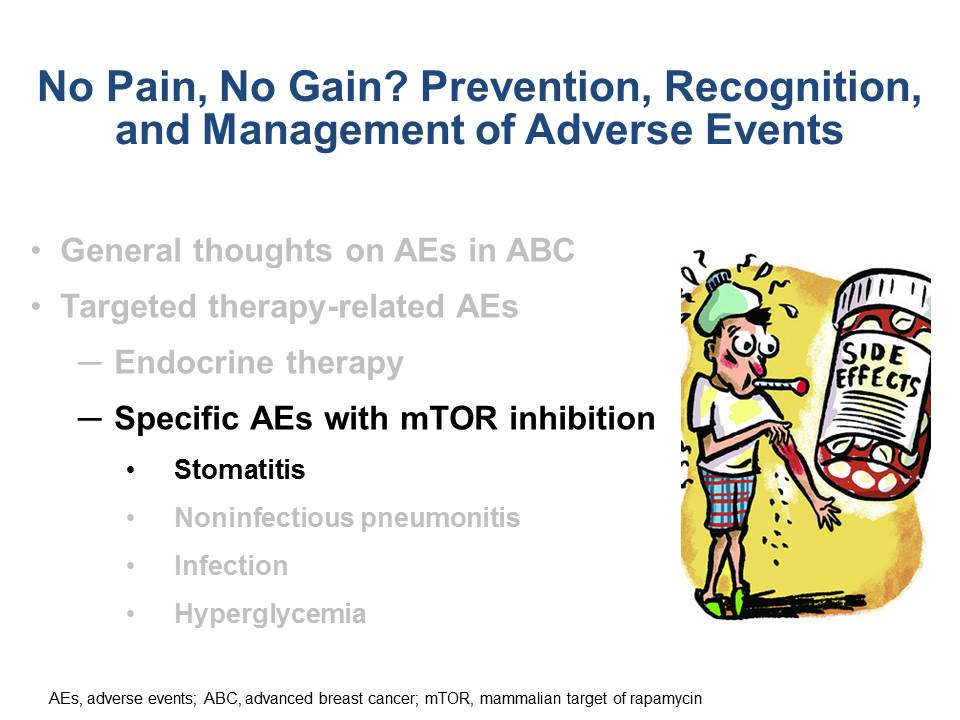 No Pain, No Gain? Prevention, Recognition,
and Management of Adverse Events
• General thoughts on AEs in ABC
• Targeted therapy-related AEs
– Endocrine therapy
– Specific AEs with mTOR inhibition
• Stomatitis
• Noninfectious pneumonitis
• Infection
• Hyperglycemia
SIDE
EFFECTS
AEs, adverse events; ABC, advanced breast cancer; mTOR, mammalian target of rapamycin